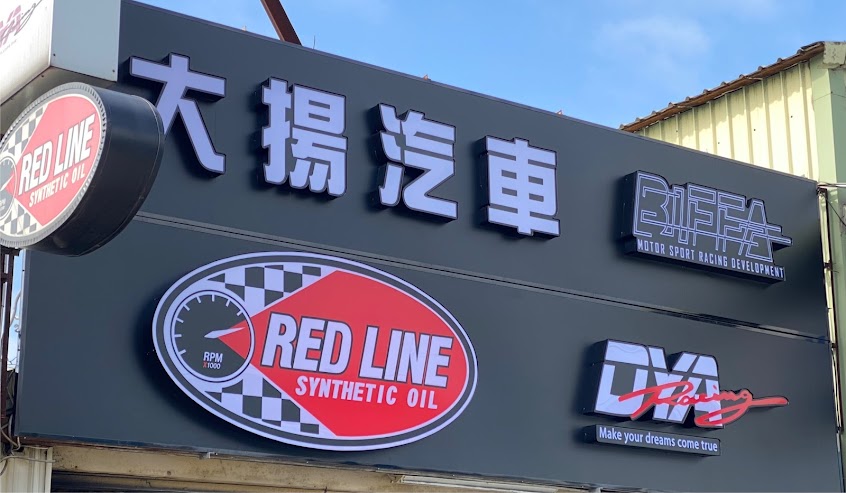 大揚汽車
BIFFA
MOTOR SPORT RACING DEVELOPMENT
RED LINE
SYNTHETIC OIL
RPM
X1000
RED LINE
SYNTHETIC OIL
DYA
Racing
Make your dreams come true